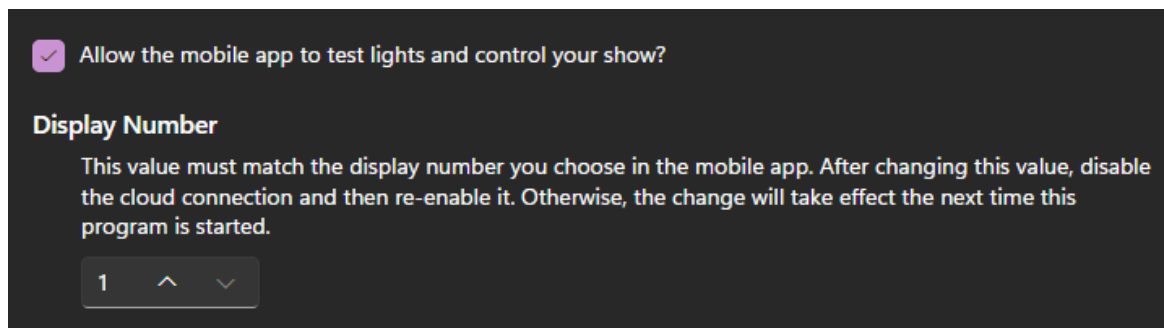 Allow the mobile app to test lights and control your show?
Display Number
This value must match the display number you choose in the mobile app. After changing this value, disable
the cloud connection and then re-enable it. Otherwise, the change will take effect the next time this
program is started.
1